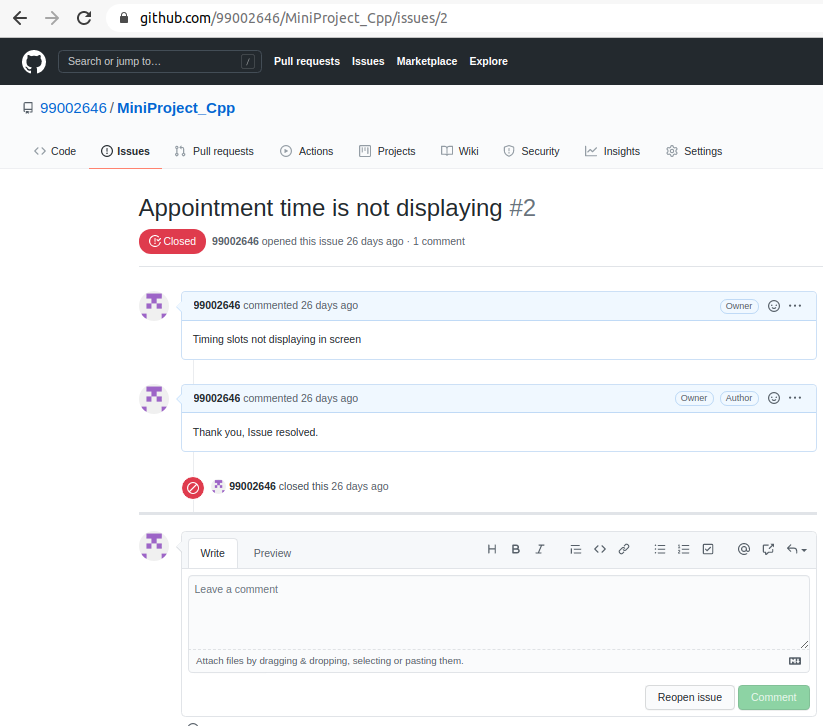 github.com/99002646/MiniProject_Cpp/issues/2
Search or jump to... / Pull requests Issues Marketplace Explore
99002646 / MiniProject_Cpp
Code Issues Pull requests Actions Projects Wiki Security Insights Settings
Appointment time is not displaying #2
Closed 99002646 opened this issue 26 days ago · 1 comment
99002646 commented 26 days ago Owner
Timing slots not displaying in screen
99002646 commented 26 days ago Owner Author
Thank you, Issue resolved.
99002646 closed this 26 days ago
Write Preview
Leave a comment
Attach files by dragging & dropping, selecting or pasting them.
Reopen issue Comment